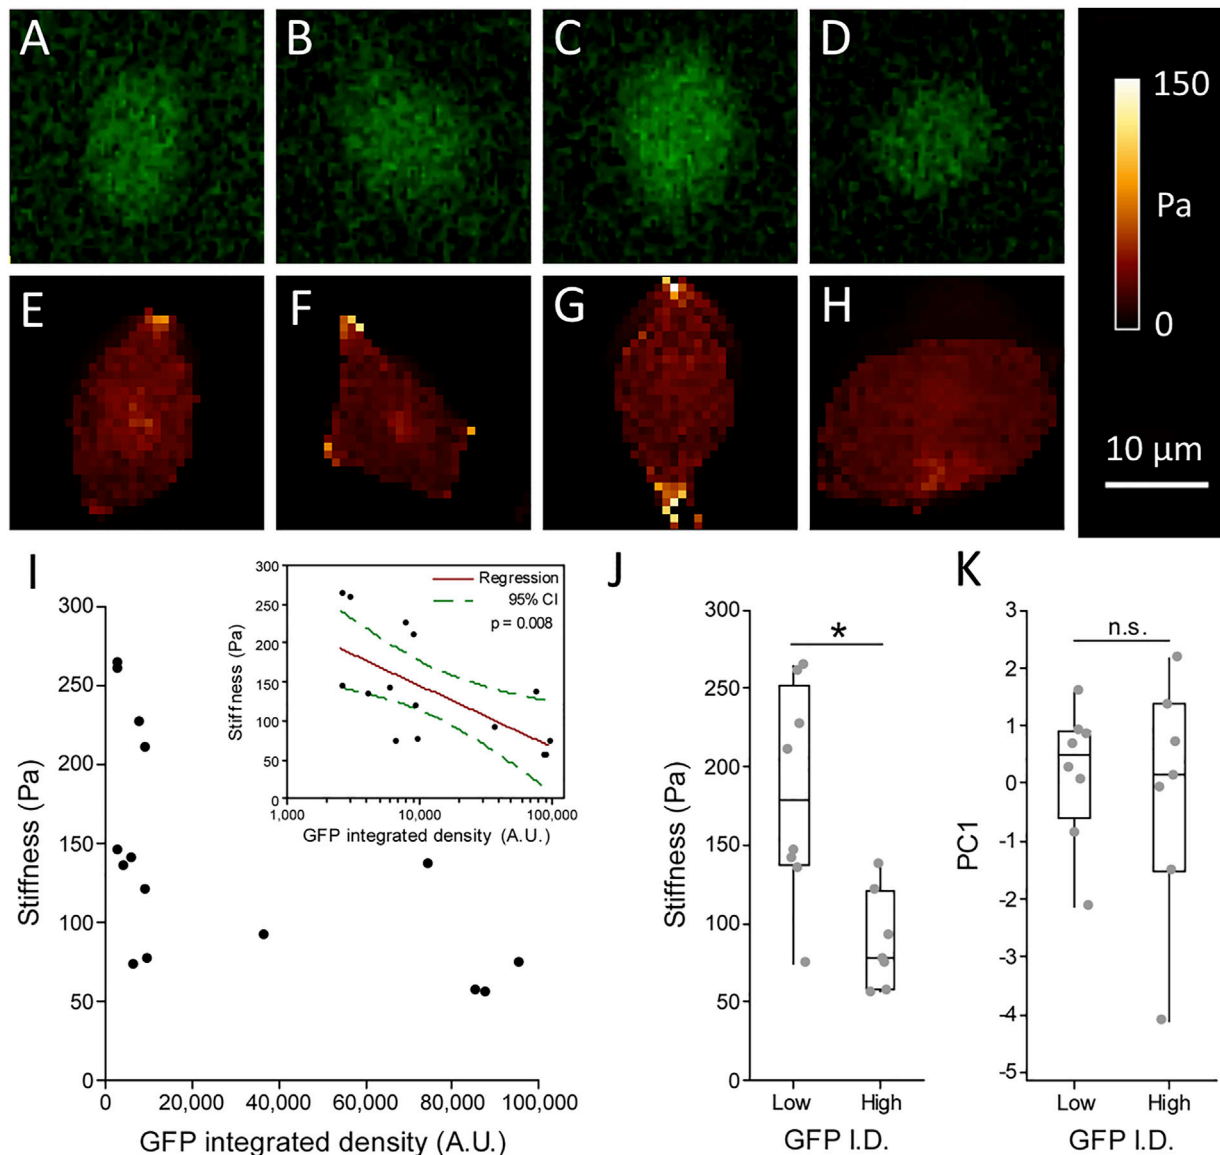 A
B
C
D
150
Pa
0
E
F
G
H
10 µm
I
300
250
200
150
100
50
0
Stiffness (Pa)
0
20,000
40,000
60,000
80,000
100,000
GFP integrated density (A.U.)
300
250
200
150
100
50
0
Stiffness (Pa)
Regression
95% CI
p = 0.008
1,000
10,000
100,000
GFP integrated density (A.U.)
J
300
250
200
150
100
50
0
Stiffness (Pa)
*
Low
High
GFP I.D.
K
3
2
1
0
-1
-2
-3
-4
-5
PC1
n.s.
Low
High
GFP I.D.